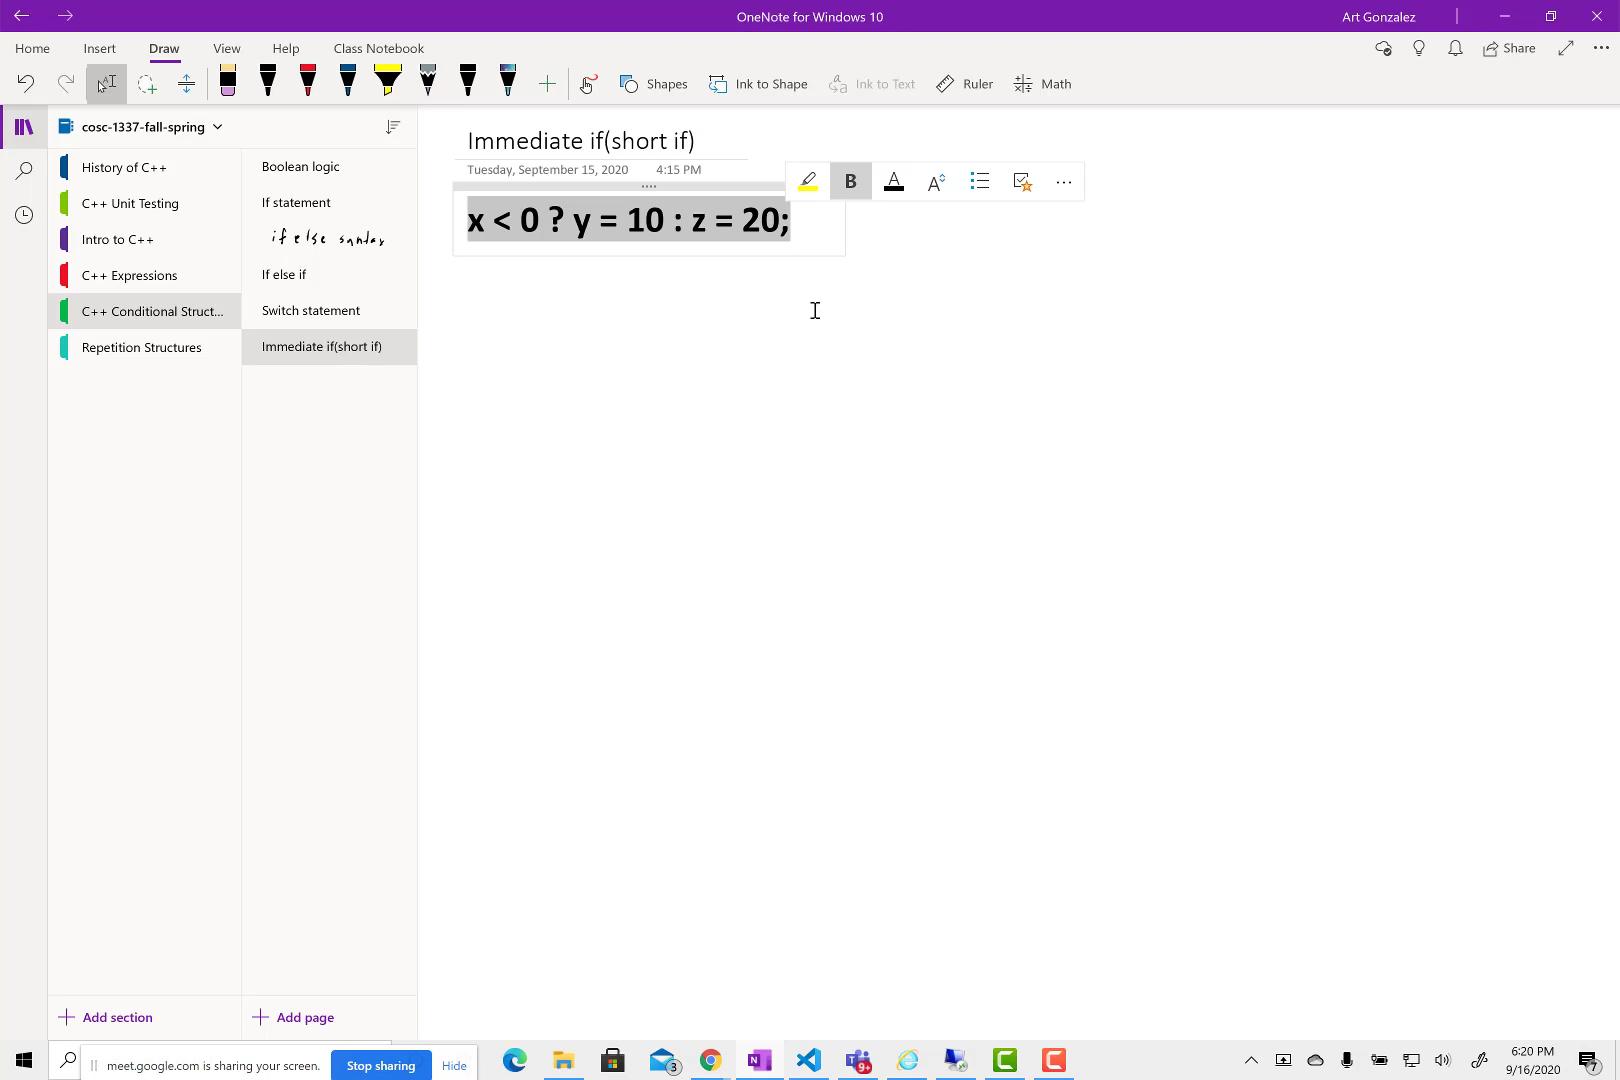 OneNote for Windows 10
Art Gonzalez
Home
Insert
Draw
View
Help
Class Notebook
Share
Shapes
Ink to Shape
Ink to Text
Ruler
Math
cosc-1337-fall-spring
History of C++
C++ Unit Testing
Intro to C++
C++ Expressions
C++ Conditional Struct...
Repetition Structures
Boolean logic
If statement
if else syntax
If else if
Switch statement
Immediate if(short if)
Immediate if(short if)
Tuesday, September 15, 2020 4:15 PM
B A A
x < 0 ? y = 10 : z = 20;
Add section
Add page
meet.google.com is sharing your screen.
Stop sharing
Hide
3
N
9+
C
C
6:20 PM
9/16/2020
7